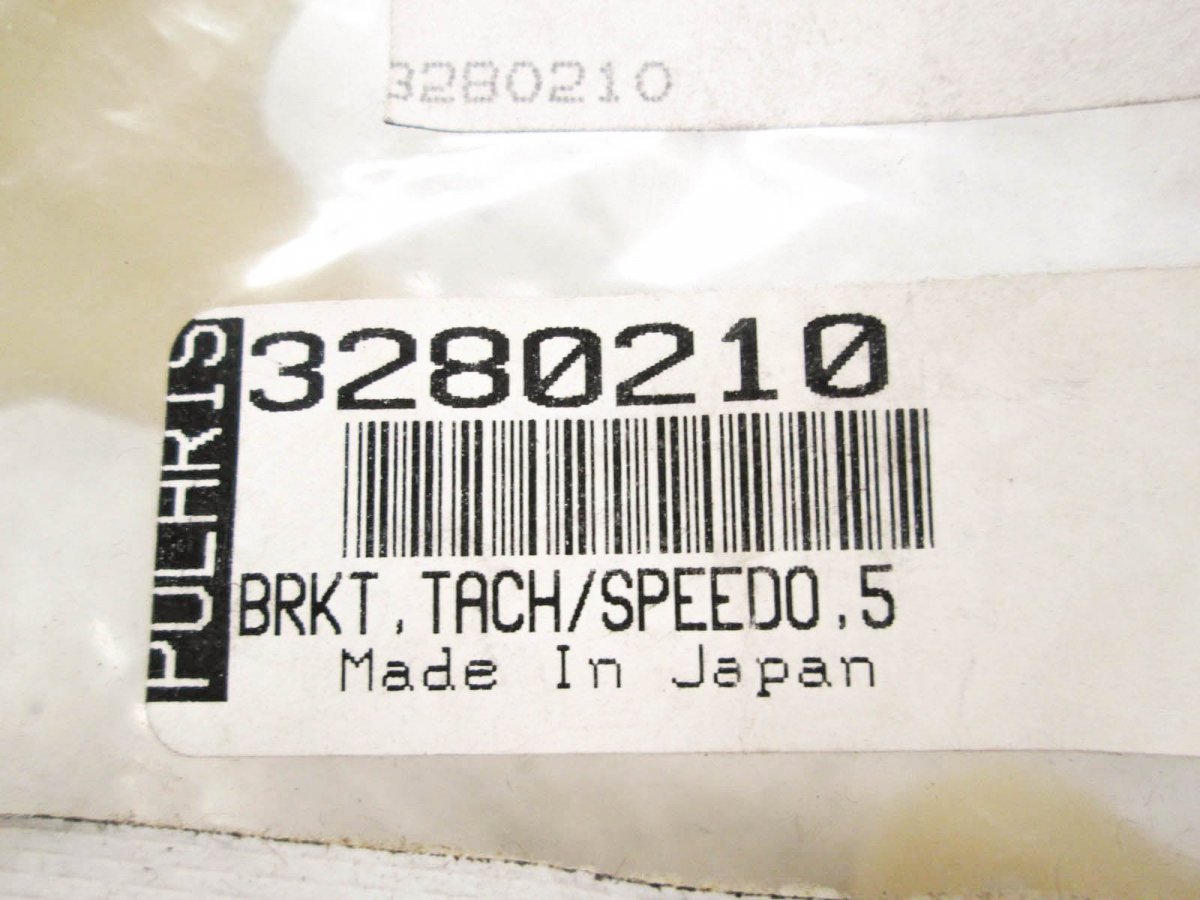 3280210
POLARIS
3280210
BRKT,TACH/SPEEDO,5
Made In Japan